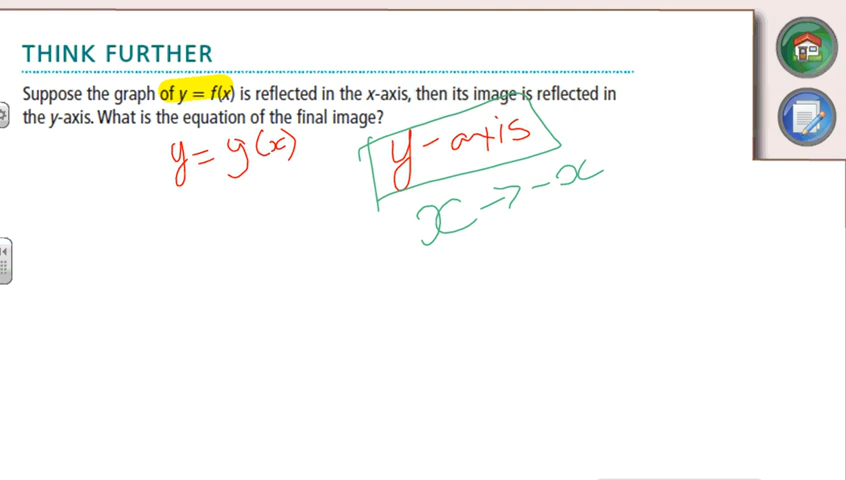 THINK FURTHER
Suppose the graph of y = f(x) is reflected in the x-axis, then its image is reflected in
the y-axis. What is the equation of the final image?
y = g(x)
y - axis
x → -x